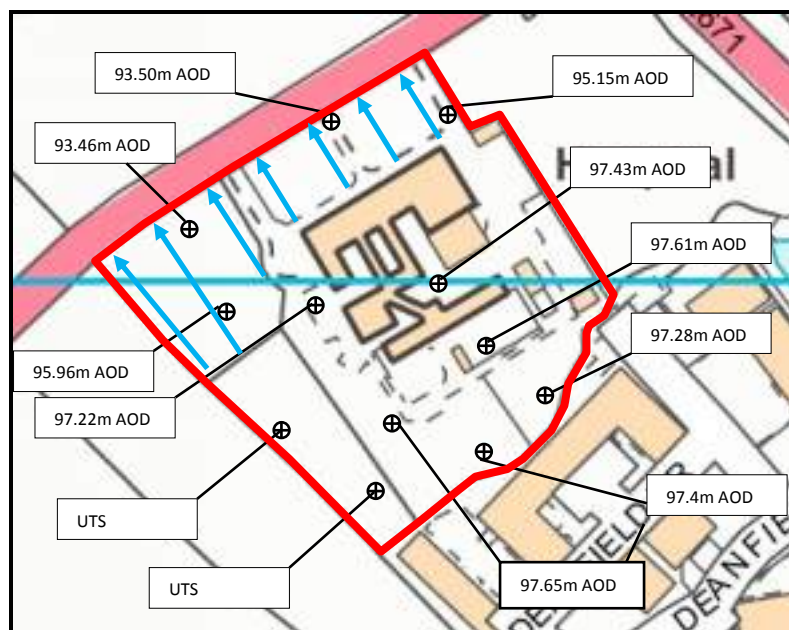 93.50m AOD
95.15m AOD
2671
93.46m AOD
97.43m AOD
97.61m AOD
95.96m AOD
97.28m AOD
97.22m AOD
UTS
97.4m AOD
UTS
97.65m AOD